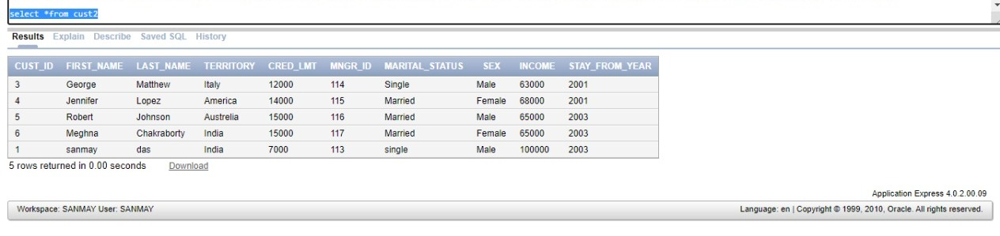 select *from cust2
Results Explain Describe Saved SQL History
CUST_ID FIRST_NAME LAST_NAME TERRITORY CRED_LMT MNGR_ID MARITAL_STATUS SEX INCOME STAY_FROM_YEAR
3 George Matthew Italy 12000 114 Single Male 63000 2001
4 Jennifer Lopez America 14000 115 Married Female 68000 2001
5 Robert Johnson Austrelia 15000 116 Married Male 65000 2003
6 Meghna Chakraborty India 15000 117 Married Female 65000 2003
1 sanmay das India 7000 113 single Male 100000 2003
5 rows returned in 0.00 seconds Download
Application Express 4.0.2.00.09
Workspace: SANMAY User: SANMAY Language: en | Copyright © 1999, 2010, Oracle. All rights reserved.